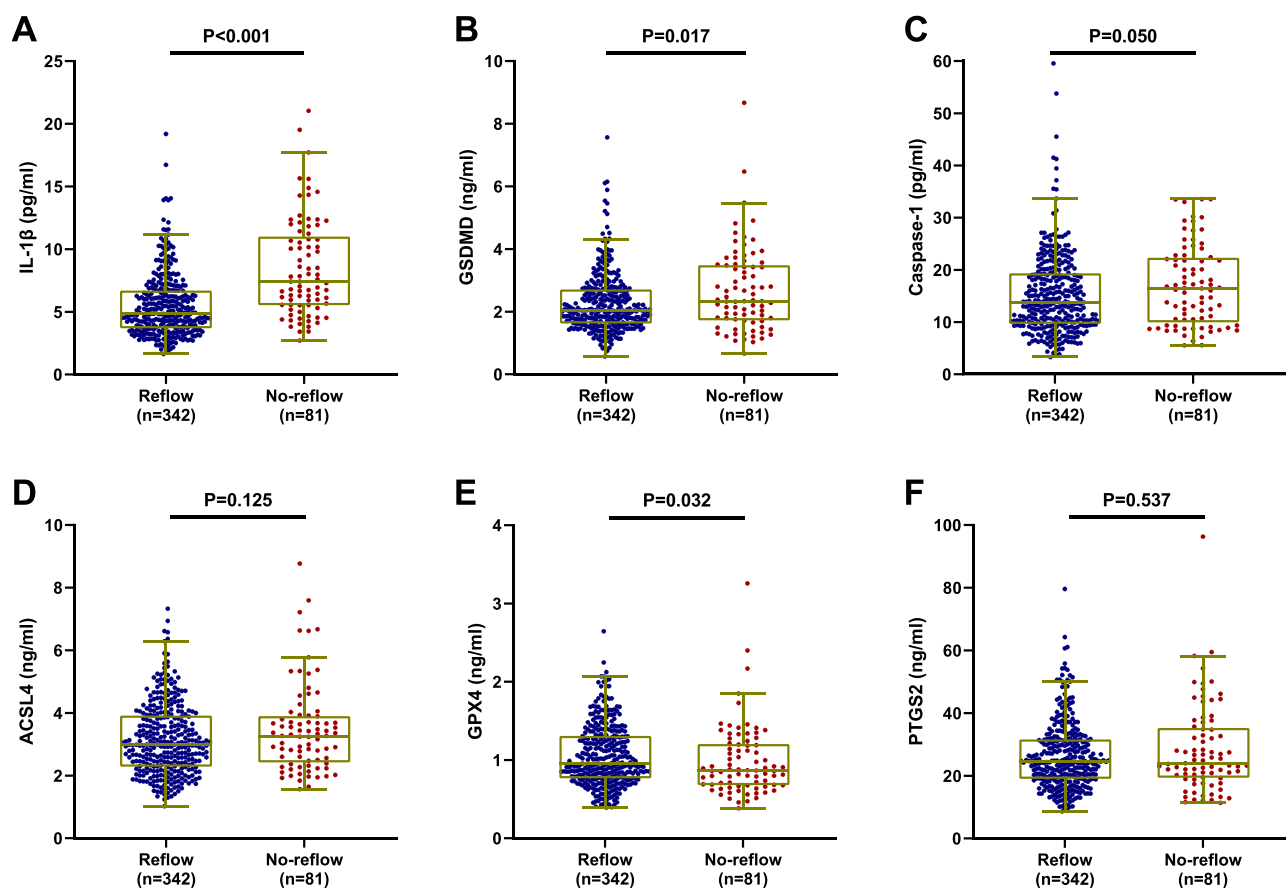 A
P<0.001
IL-1β (pg/ml)
25
20
15
10
5
0
Reflow
(n=342)
No-reflow
(n=81)
B
P=0.017
GSDMD (ng/ml)
10
8
6
4
2
0
Reflow
(n=342)
No-reflow
(n=81)
C
P=0.050
Caspase-1 (pg/ml)
60
50
40
30
20
10
0
Reflow
(n=342)
No-reflow
(n=81)
D
P=0.125
ACSL4 (ng/ml)
10
8
6
4
2
0
Reflow
(n=342)
No-reflow
(n=81)
E
P=0.032
GPX4 (ng/ml)
4
3
2
1
0
Reflow
(n=342)
No-reflow
(n=81)
F
P=0.537
PTGS2 (ng/ml)
100
80
60
40
20
0
Reflow
(n=342)
No-reflow
(n=81)